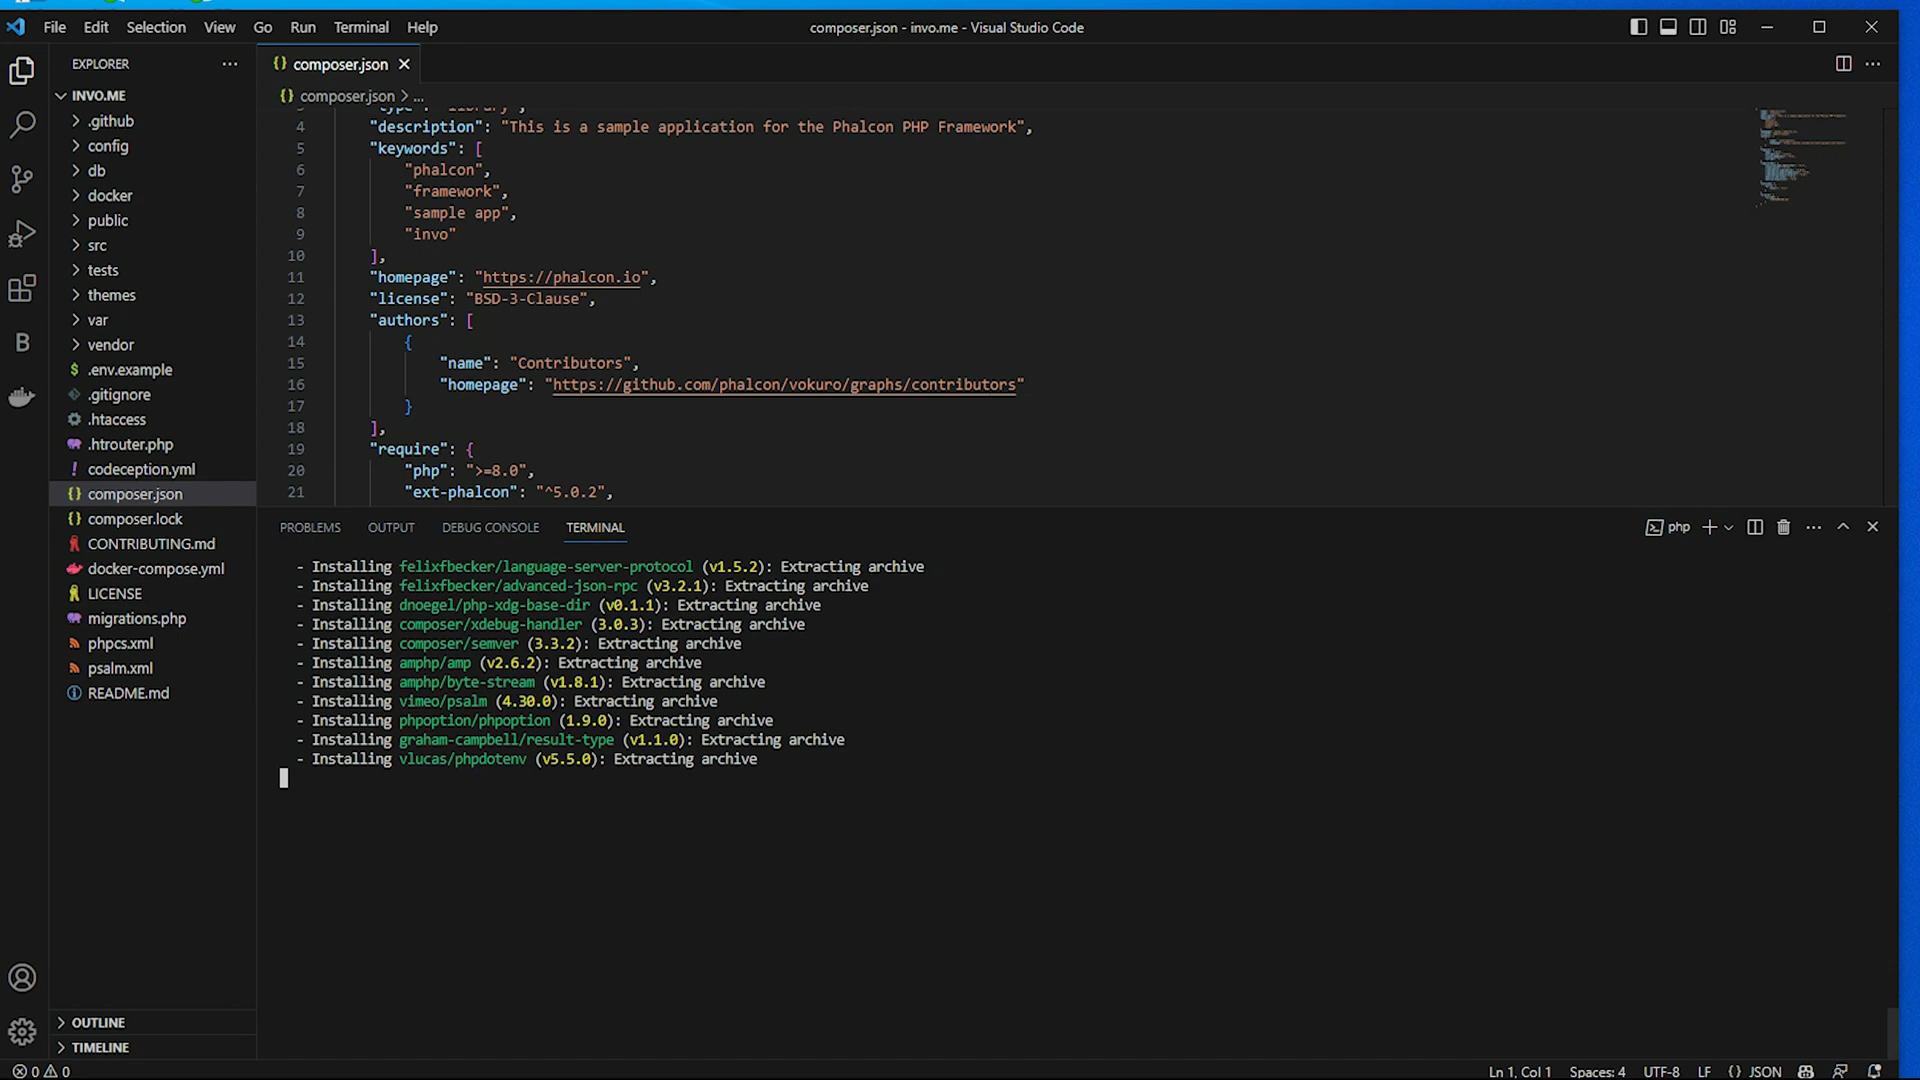 File Edit Selection View Go Run Terminal Help
composer.json - invo.me - Visual Studio Code
EXPLORER
composer.json
INVO.ME
.github
config
db
docker
public
src
tests
themes
var
vendor
.env.example
.gitignore
.htaccess
.htrouter.php
codeception.yml
composer.json
composer.lock
CONTRIBUTING.md
docker-compose.yml
LICENSE
migrations.php
phpcs.xml
psalm.xml
README.md
OUTLINE
TIMELINE
composer.json > ...
4 "description": "This is a sample application for the Phalcon PHP Framework",
5 "keywords": [
6 "phalcon",
7 "framework",
8 "sample app",
9 "invo"
10 ],
11 "homepage": "https://phalcon.io",
12 "license": "BSD-3-Clause",
13 "authors": [
14 {
15 "name": "Contributors",
16 "homepage": "https://github.com/phalcon/vokuro/graphs/contributors"
17 }
18 ],
19 "require": {
20 "php": ">=8.0",
21 "ext-phalcon": "^5.0.2",
PROBLEMS OUTPUT DEBUG CONSOLE TERMINAL
php
- Installing felixfbecker/language-server-protocol (v1.5.2): Extracting archive
- Installing felixfbecker/advanced-json-rpc (v3.2.1): Extracting archive
- Installing dnoegel/php-xdg-base-dir (v0.1.1): Extracting archive
- Installing composer/xdebug-handler (3.0.3): Extracting archive
- Installing composer/semver (3.3.2): Extracting archive
- Installing amphp/amp (v2.6.2): Extracting archive
- Installing amphp/byte-stream (v1.8.1): Extracting archive
- Installing vimeo/psalm (4.30.0): Extracting archive
- Installing phpoption/phpoption (1.9.0): Extracting archive
- Installing graham-campbell/result-type (v1.1.0): Extracting archive
- Installing vlucas/phpdotenv (v5.5.0): Extracting archive
0 0
Ln 1, Col 1 Spaces: 4 UTF-8 LF {} JSON